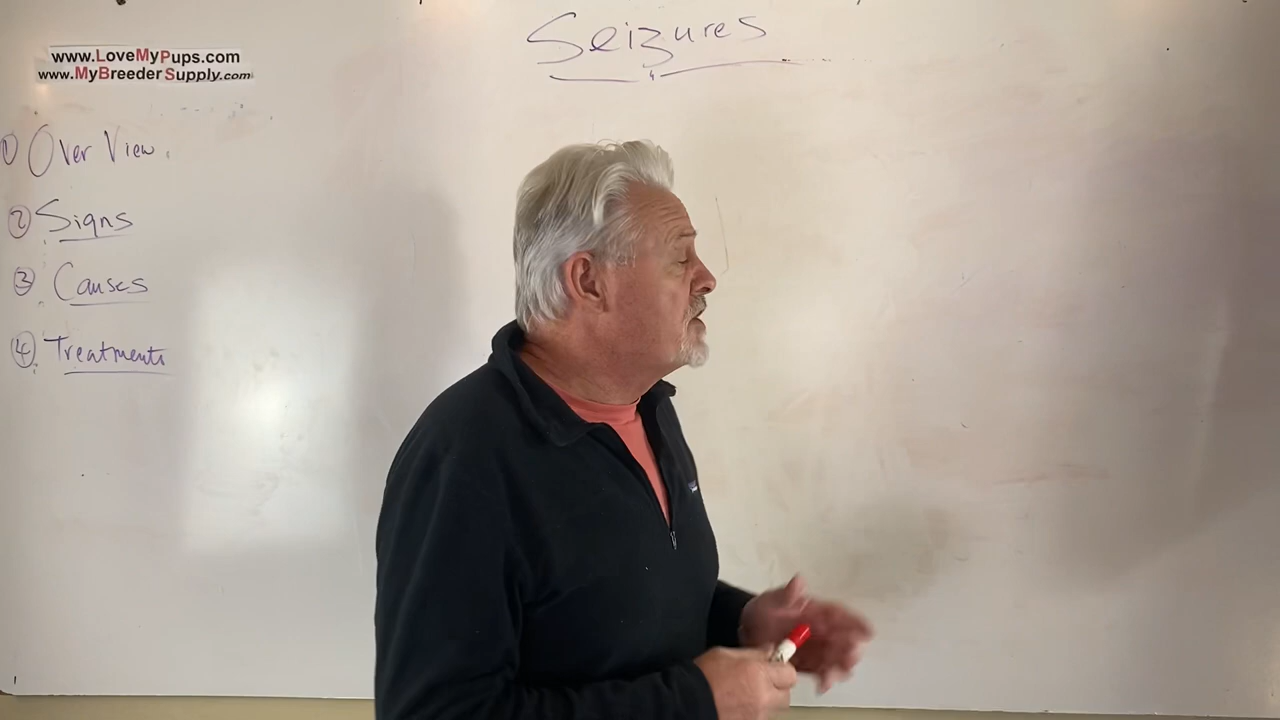 Seizures
www.LoveMyPups.com
www.MyBreederSupply.com
① Over View
② Signs
③ Causes
④ Treatments